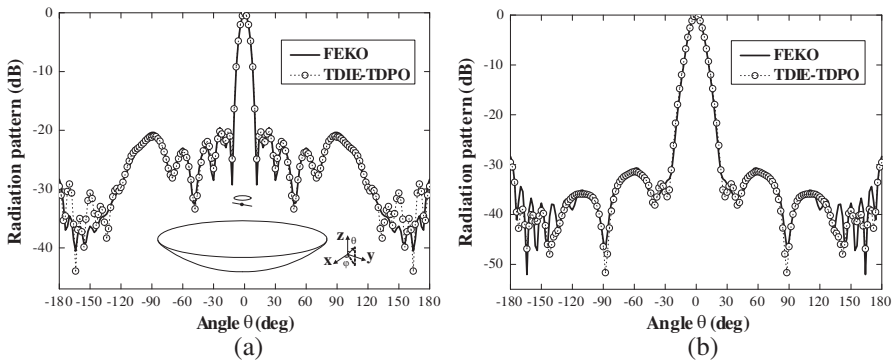 0
-10
-20
-30
-40
Radiation pattern (dB)
FEKO
TDIE-TDPO
z
θ
x
φ
y
-180 -150 -120 -90 -60 -30 0 30 60 90 120 150 180
Angle θ (deg)
(a)
0
-10
-20
-30
-40
-50
Radiation pattern (dB)
FEKO
TDIE-TDPO
-180 -150 -120 -90 -60 -30 0 30 60 90 120 150 180
Angle θ (deg)
(b)